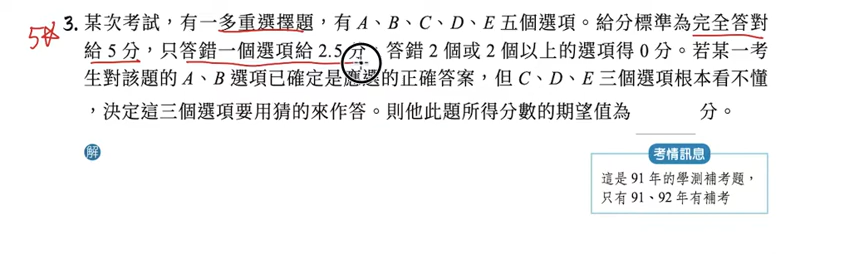 3. 某次考試，有一多重選擇題，有 A、B、C、D、E 五個選項。給分標準為完全答對
給 5 分，只答錯一個選項給 2.5 分，答錯 2 個或 2 個以上的選項得 0 分。若某一考
生對該題的 A、B 選項已確定是應選的正確答案，但 C、D、E 三個選項根本看不懂
，決定這三個選項要用猜的來作答。則他此題所得分數的期望值為＿＿＿分。
解
考情訊息
這是 91 年的學測補考題，
只有 91、92 年有補考